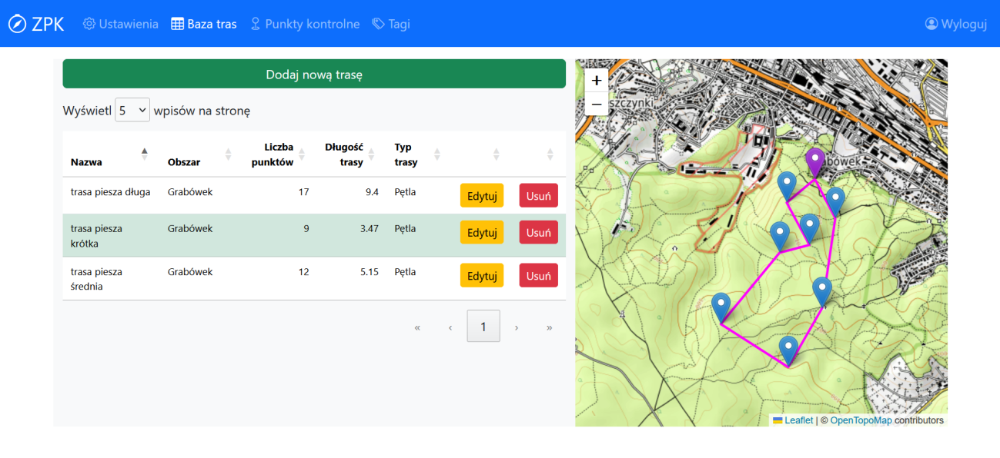 ZPK Ustawienia Baza tras Punkty kontrolne Tagi Wyloguj
Dodaj nową trasę
Wyświetl 5 wpisów na stronę
Nazwa Obszar Liczba punktów Długość trasy Typ trasy
trasa piesza długa Grabówek 17 9.4 Pętla Edytuj Usuń
trasa piesza krótka Grabówek 9 3.47 Pętla Edytuj Usuń
trasa piesza średnia Grabówek 12 5.15 Pętla Edytuj Usuń
« ‹ 1 › »
+
−
szczynki
bówek
Leaflet | © OpenTopoMap contributors